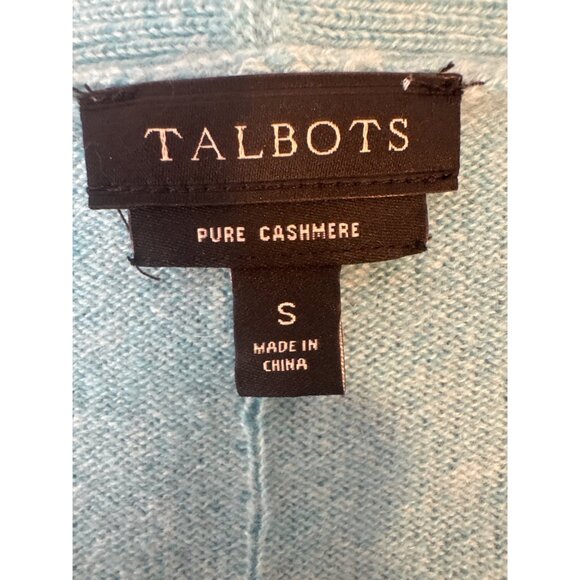 TALBOTS
PURE CASHMERE
S
MADE IN
CHINA